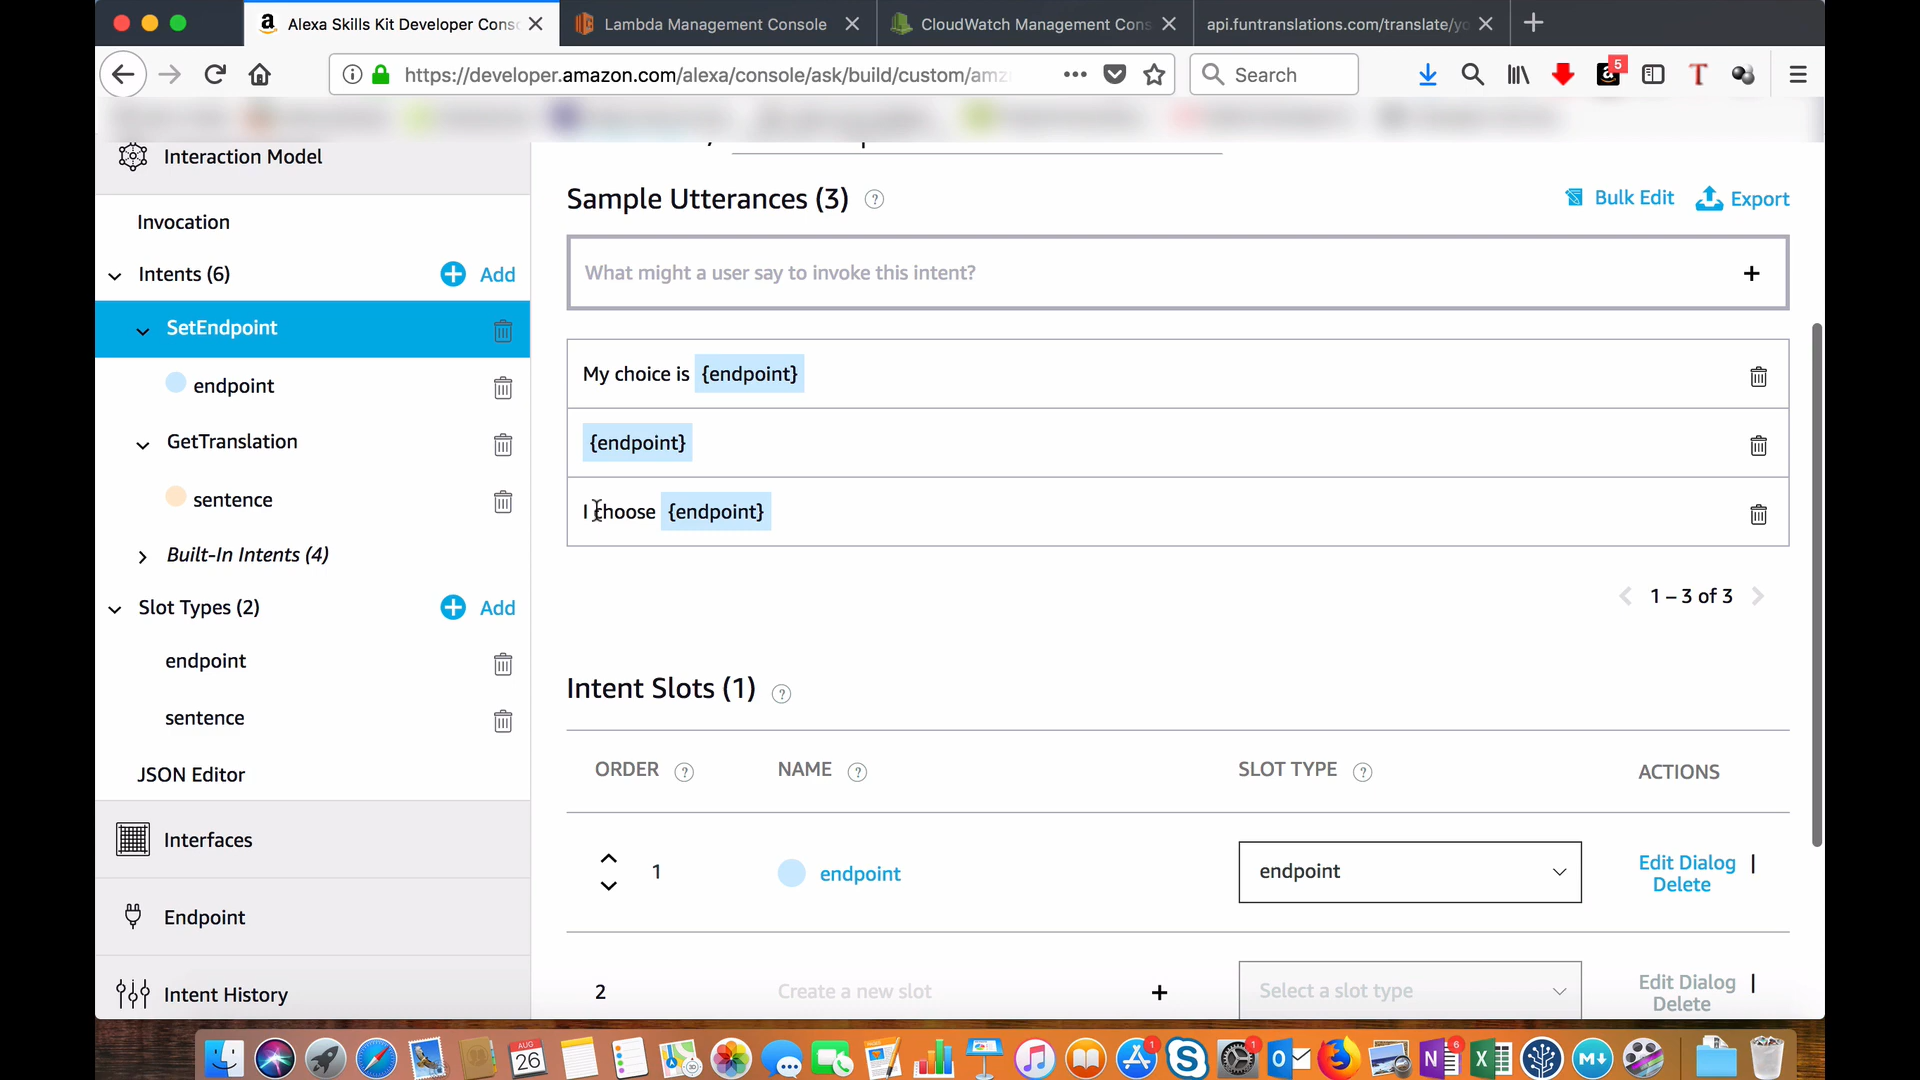 Alexa Skills Kit Developer Conso
Lambda Management Console
CloudWatch Management Cons
api.funtranslations.com/translate/yo
https://developer.amazon.com/alexa/console/ask/build/custom/amz
Search
5
Interaction Model
Invocation
Intents (6)
Add
SetEndpoint
endpoint
GetTranslation
sentence
Built-In Intents (4)
Slot Types (2)
Add
endpoint
sentence
JSON Editor
Interfaces
Endpoint
Intent History
Sample Utterances (3)
Bulk Edit
Export
What might a user say to invoke this intent?
My choice is {endpoint}
{endpoint}
I choose {endpoint}
1 – 3 of 3
Intent Slots (1)
ORDER
NAME
SLOT TYPE
ACTIONS
1
endpoint
endpoint
Edit Dialog |
Delete
2
Create a new slot
Select a slot type
Edit Dialog |
Delete
AUG
26